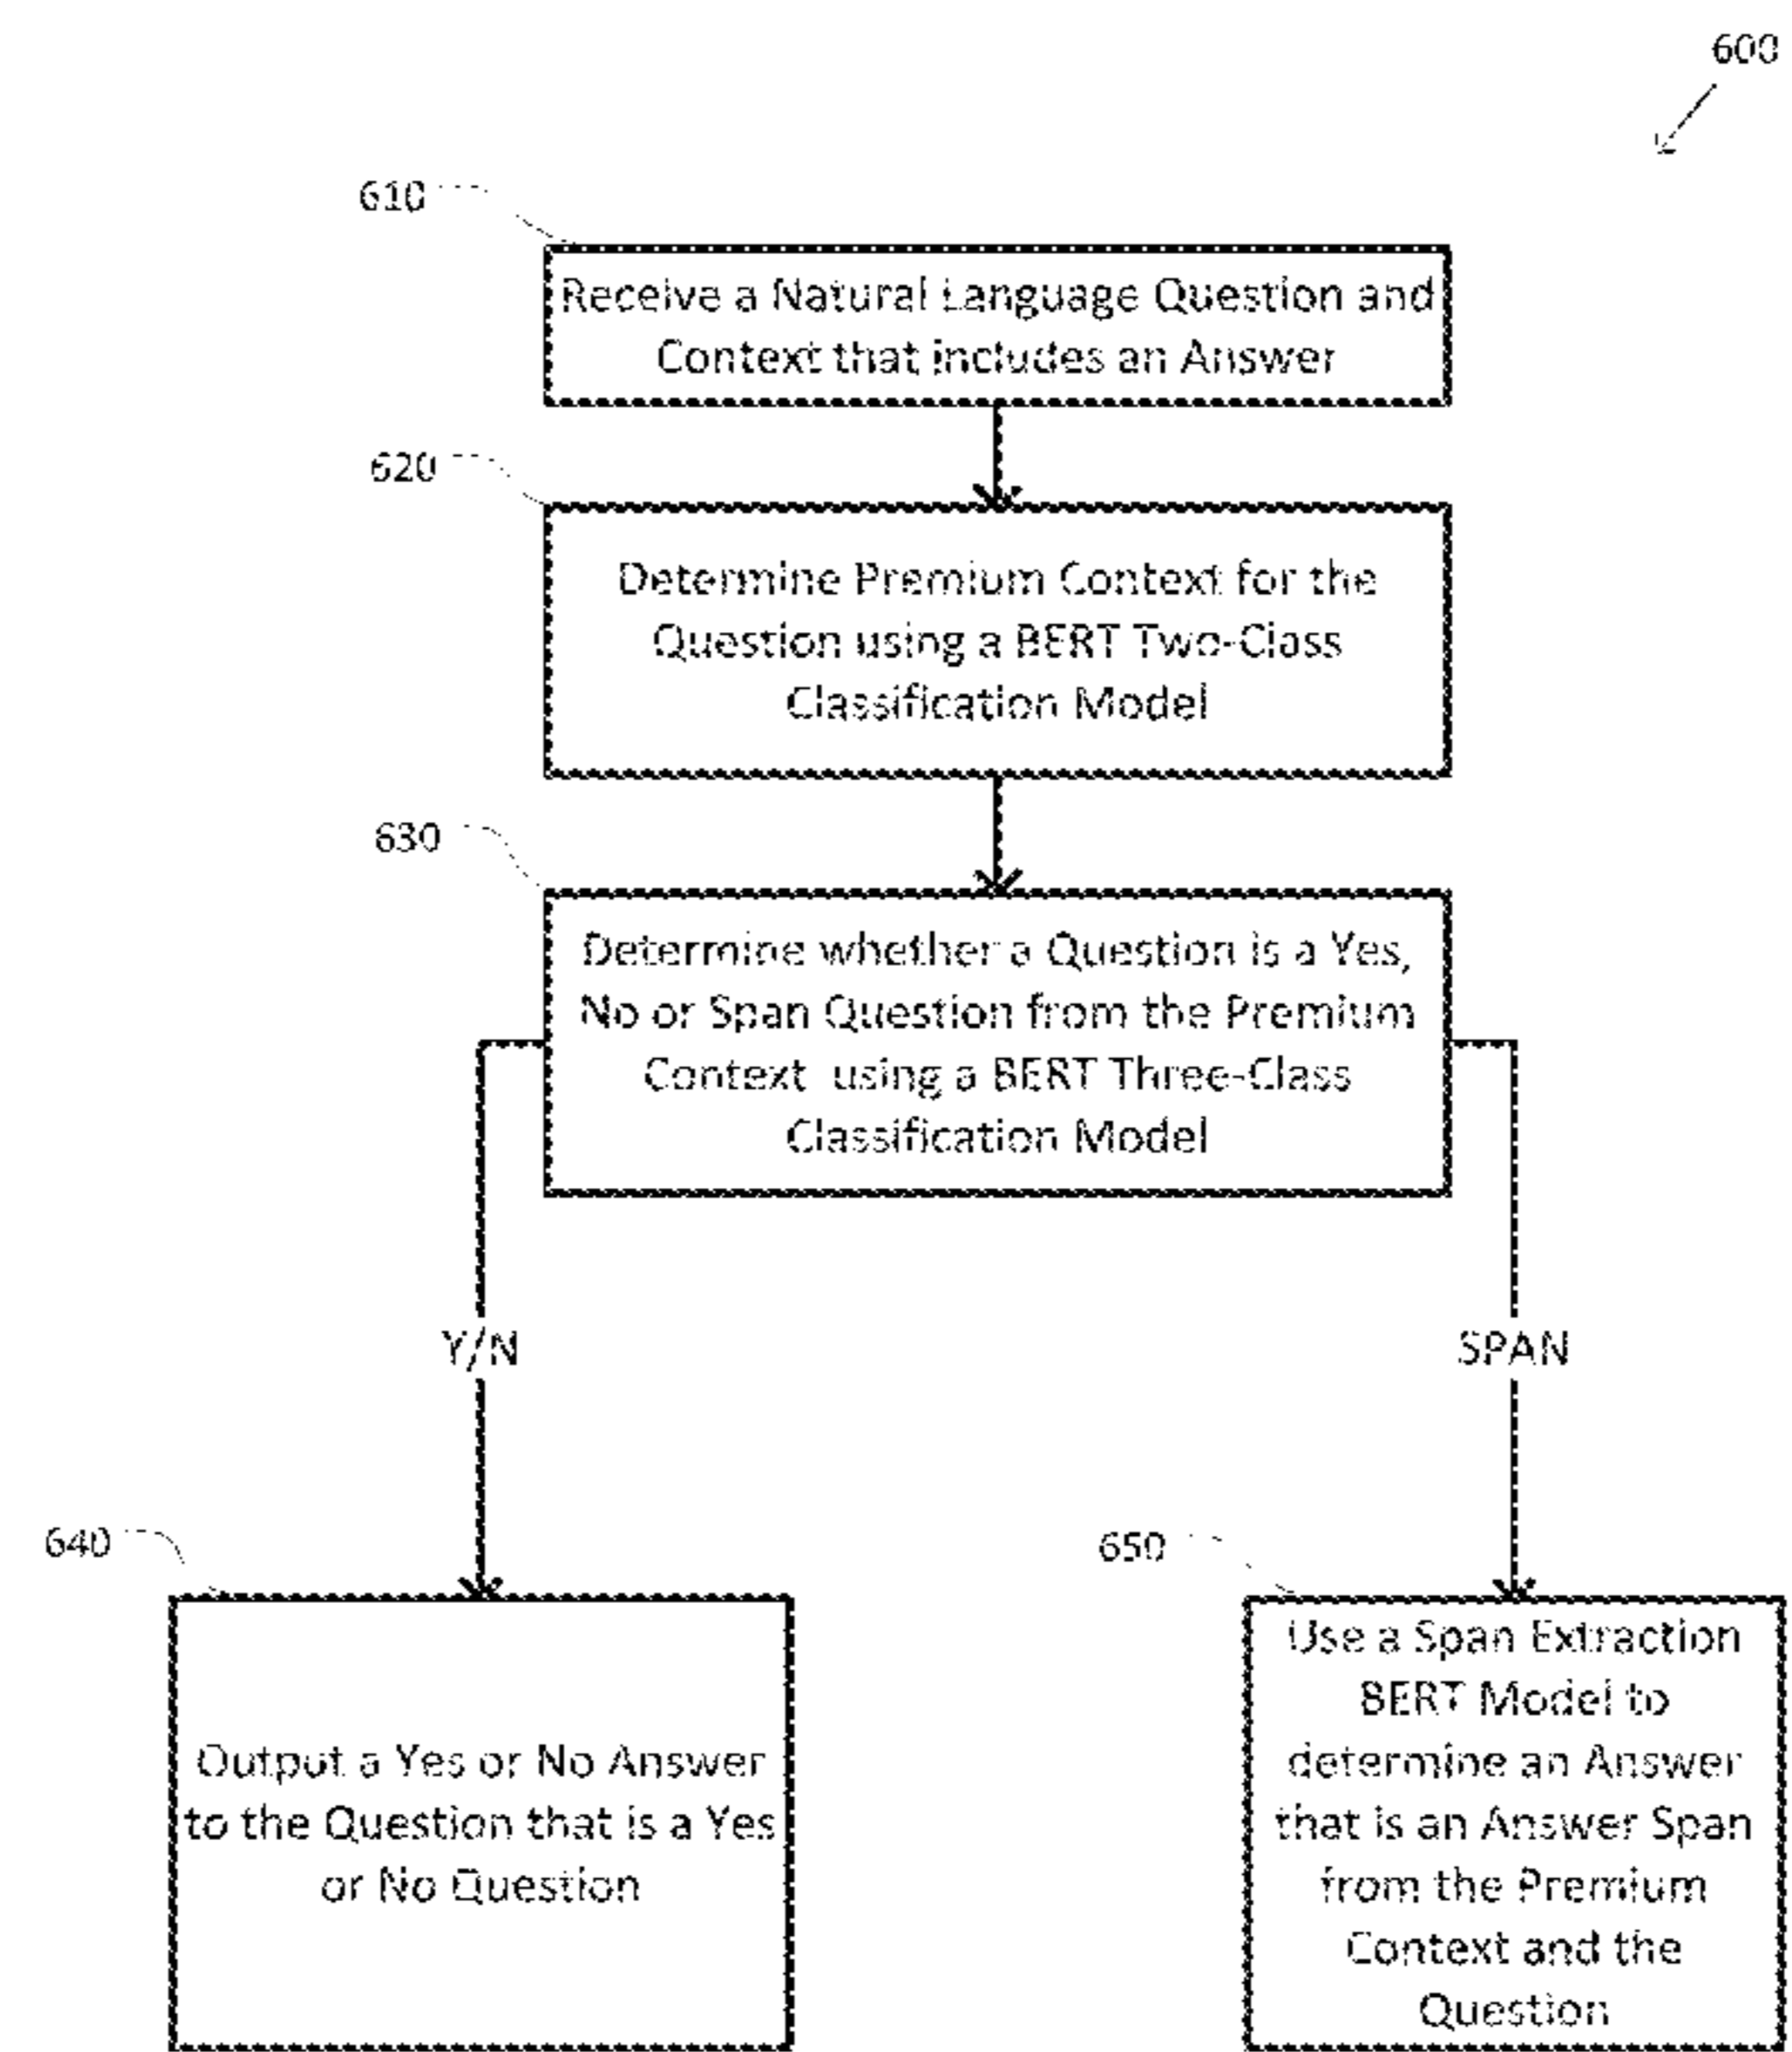 600
610
Receive a Natural Language Question and
Context that includes an Answer
620
Determine Premium Context for the
Question using a BERT Two-Class
Classification Model
630
Determine whether a Question is a Yes,
No or Span Question from the Premium
Context using a BERT Three-Class
Classification Model
Y/N
SPAN
640
Output a Yes or No Answer
to the Question that is a Yes
or No Question
650
Use a Span Extraction
BERT Model to
determine an Answer
that is an Answer Span
from the Premium
Context and the
Question